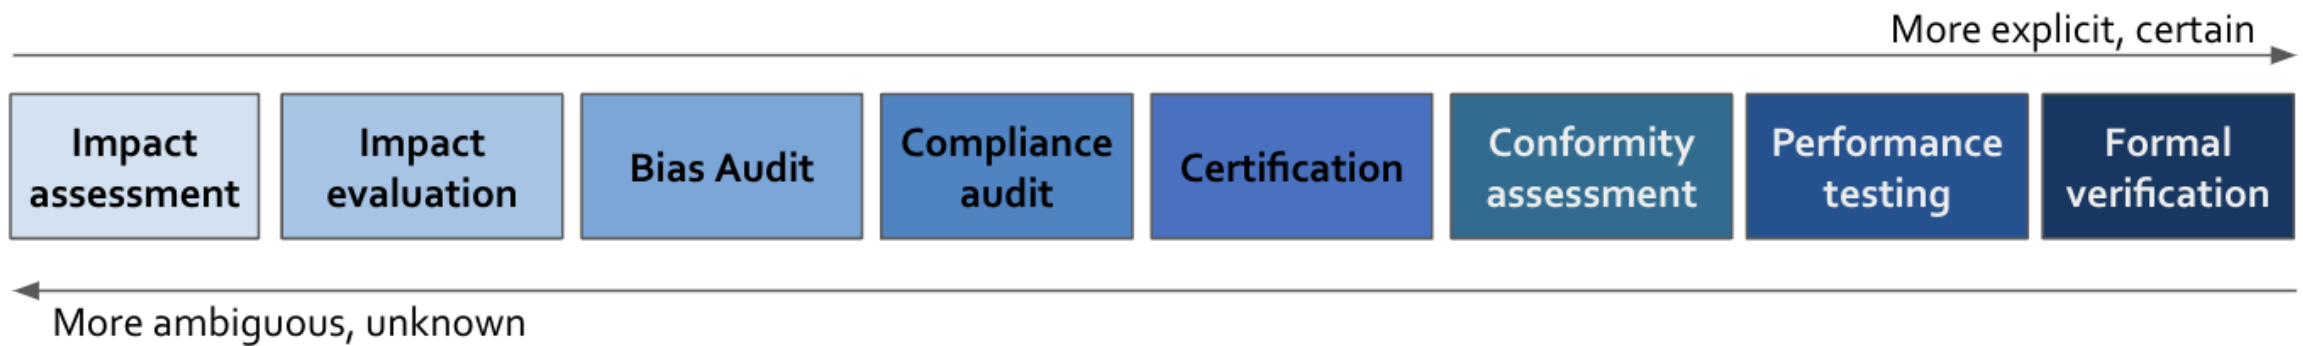 More explicit, certain
Impact
assessment
Impact
evaluation
Bias Audit
Compliance
audit
Certification
Conformity
assessment
Performance
testing
Formal
verification
More ambiguous, unknown